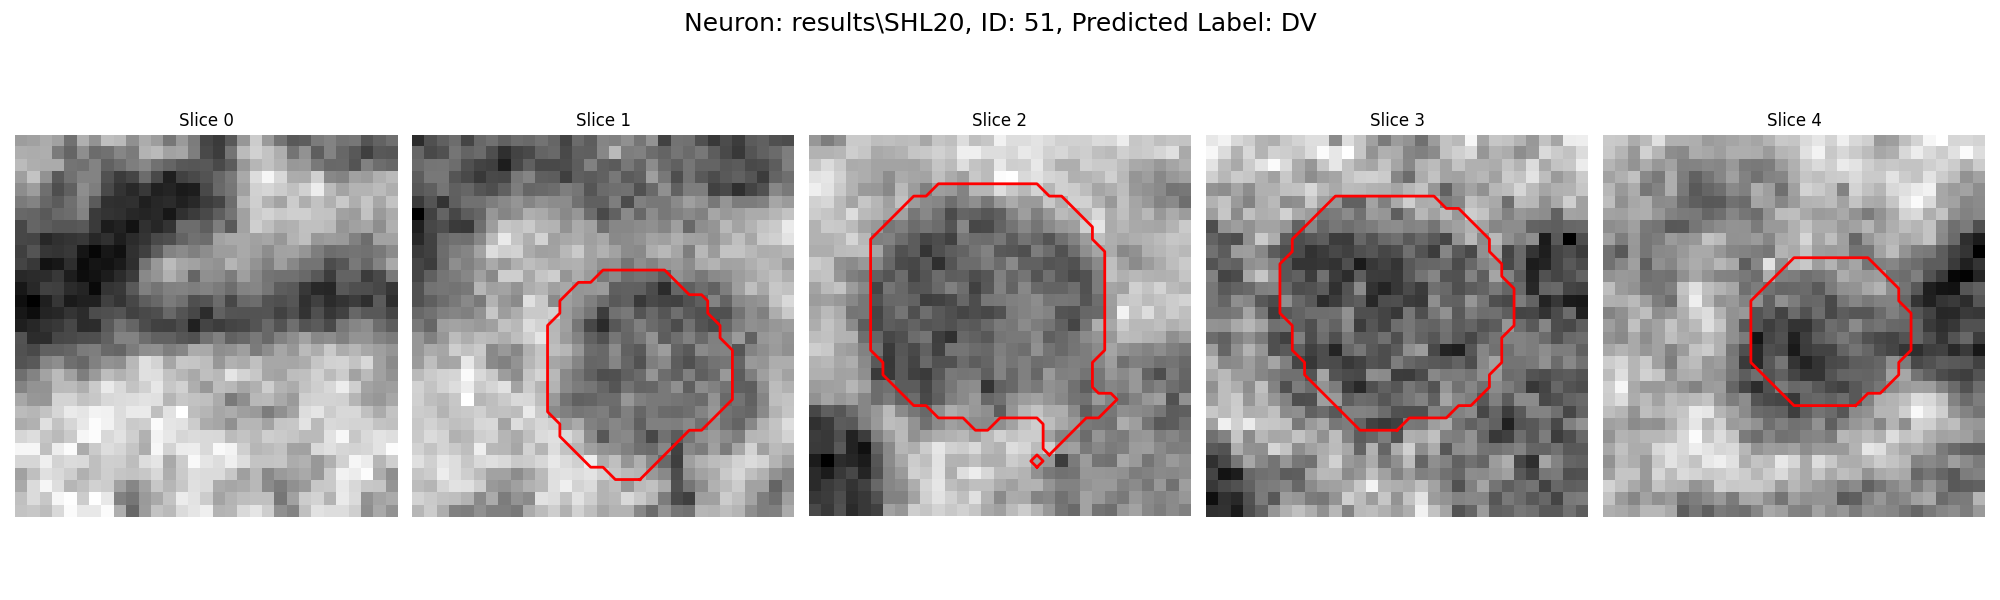 Neuron: results\SHL20, ID: 51, Predicted Label: DV
Slice 0
Slice 1
Slice 2
Slice 3
Slice 4